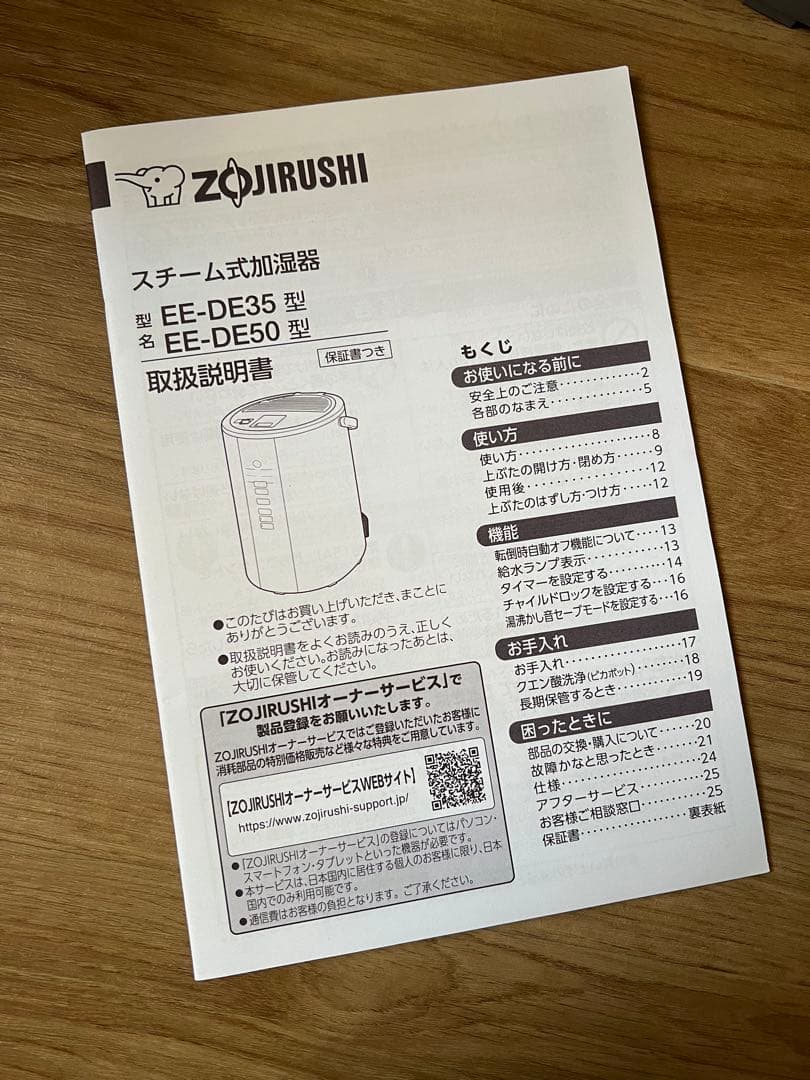 ZOJIRUSHI
スチーム式加湿器
型名 EE-DE35 型
EE-DE50 型
取扱説明書
保証書つき
●このたびはお買い上げいただき、まことに
ありがとうございます。
●取扱説明書をよくお読みのうえ、正しく
お使いください。お読みになったあとは、
大切に保管してください。
「ZOJIRUSHIオーナーサービス」で
製品登録をお願いいたします。
ZOJIRUSHIオーナーサービスではご登録いただいたお客様に
消耗部品の特別価格販売など様々な特典をご用意しています。
【ZOJIRUSHIオーナーサービスWEBサイト】
https://www.zojirushi-support.jp/
●「ZOJIRUSHIオーナーサービス」の登録についてはパソコン・
スマートフォン・タブレットといった機器が必要です。
●本サービスは、日本国内に居住する個人のお客様に限り、日本
国内でのみ利用可能です。
●通信費はお客様の負担となります。ご了承ください。
もくじ
お使いになる前に
安全上のご注意・・・・・・・・・・・・2
各部のなまえ・・・・・・・・・・・・・5
使い方
使い方・・・・・・・・・・・・・・・・8
上ぶたの開け方・閉め方・・・・9
使用後・・・・・・・・・・・・・・・12
上ぶたのはずし方・つけ方・・・・・12
機能
転倒時自動オフ機能について・・・・13
給水ランプ表示・・・・・・・・・・13
タイマーを設定する・・・・・・・・14
チャイルドロックを設定する・・・16
湯沸かし音セーブモードを設定する・・・16
お手入れ
お手入れ・・・・・・・・・・・・・・17
クエン酸洗浄(ピカポット)・・・・・・18
長期保管するとき・・・・・・・・・19
困ったときに
部品の交換・購入について・・・・・20
故障かなと思ったとき・・・・・・・21
仕様・・・・・・・・・・・・・・・・24
アフターサービス・・・・・・・・・25
お客様ご相談窓口・・・・・・・・・25
保証書・・・・・・・・・・・・・裏表紙